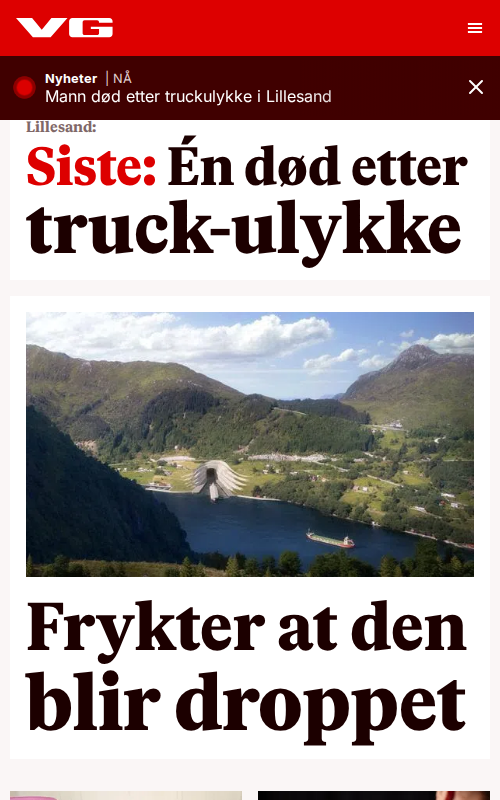 VG
Nyheter | NÅ
Mann død etter truckulykke i Lillesand
Lillesand:
Siste: Én død etter
truck-ulykke
Frykter at den
blir droppet